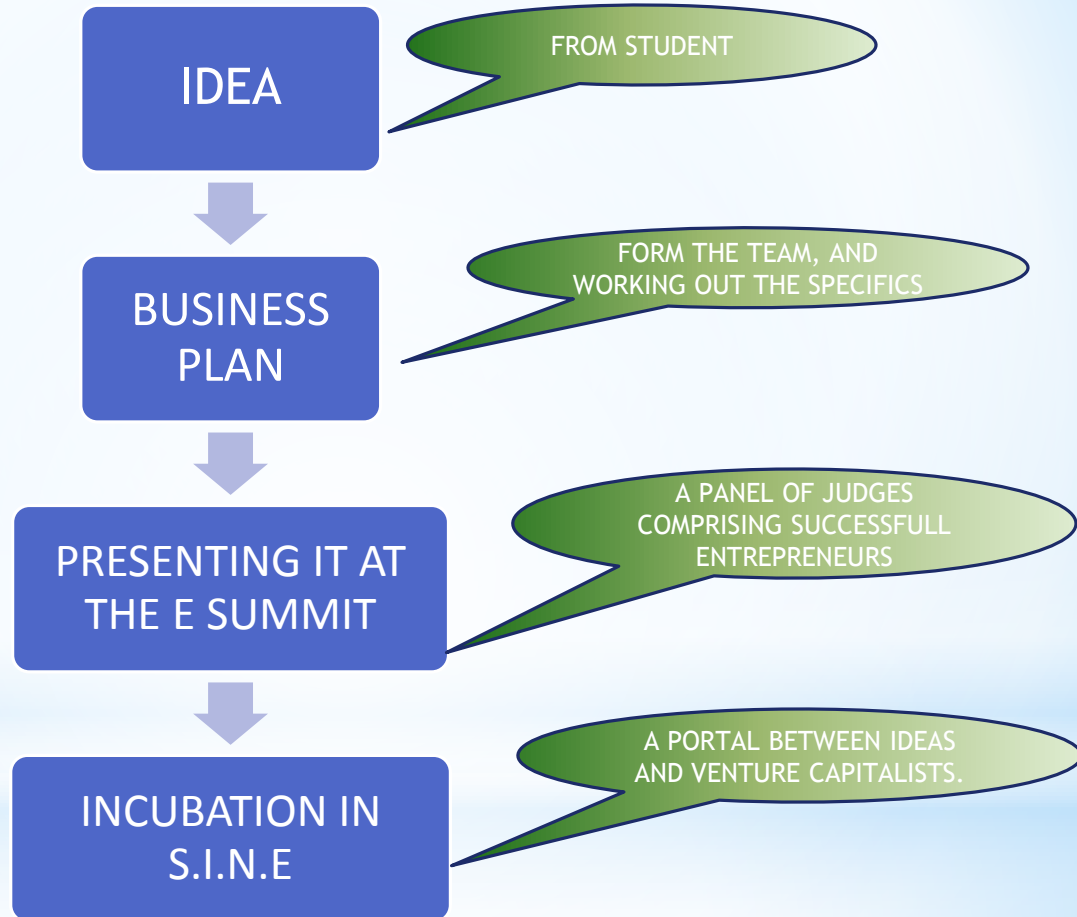 IDEA
FROM STUDENT
BUSINESS
PLAN
FORM THE TEAM, AND
WORKING OUT THE SPECIFICS
PRESENTING IT AT
THE E SUMMIT
A PANEL OF JUDGES
COMPRISING SUCCESSFULL
ENTREPRENEURS
INCUBATION IN
S.I.N.E
A PORTAL BETWEEN IDEAS
AND VENTURE CAPITALISTS.